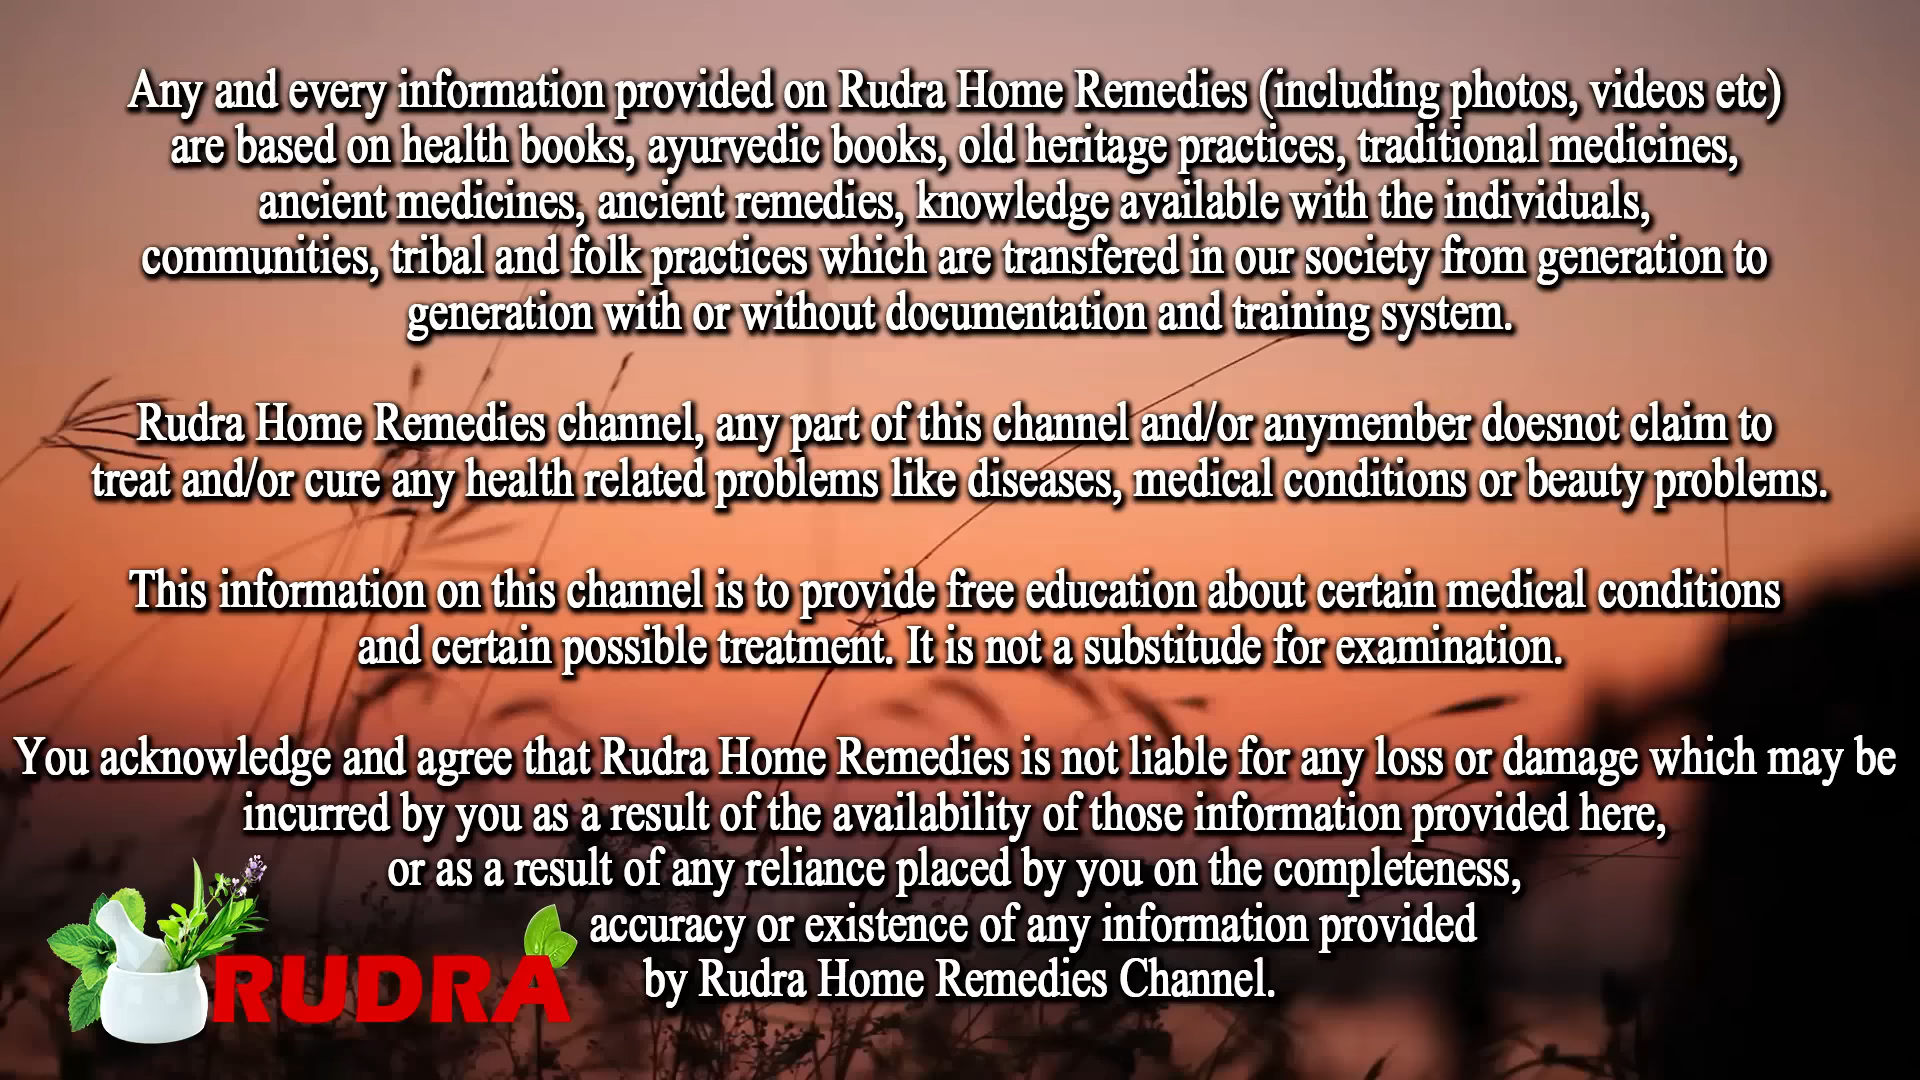 Any and every information provided on Rudra Home Remedies (including photos, videos etc)
are based on health books, ayurvedic books, old heritage practices, traditional medicines,
ancient medicines, ancient remedies, knowledge available with the individuals,
communities, tribal and folk practices which are transfered in our society from generation to
generation with or without documentation and training system.
Rudra Home Remedies channel, any part of this channel and/or anymember doesnot claim to
treat and/or cure any health related problems like diseases, medical conditions or beauty problems.
This information on this channel is to provide free education about certain medical conditions
and certain possible treatment. It is not a substitude for examination.
You acknowledge and agree that Rudra Home Remedies is not liable for any loss or damage which may be
incurred by you as a result of the availability of those information provided here,
or as a result of any reliance placed by you on the completeness,
accuracy or existence of any information provided
by Rudra Home Remedies Channel.
RUDRA